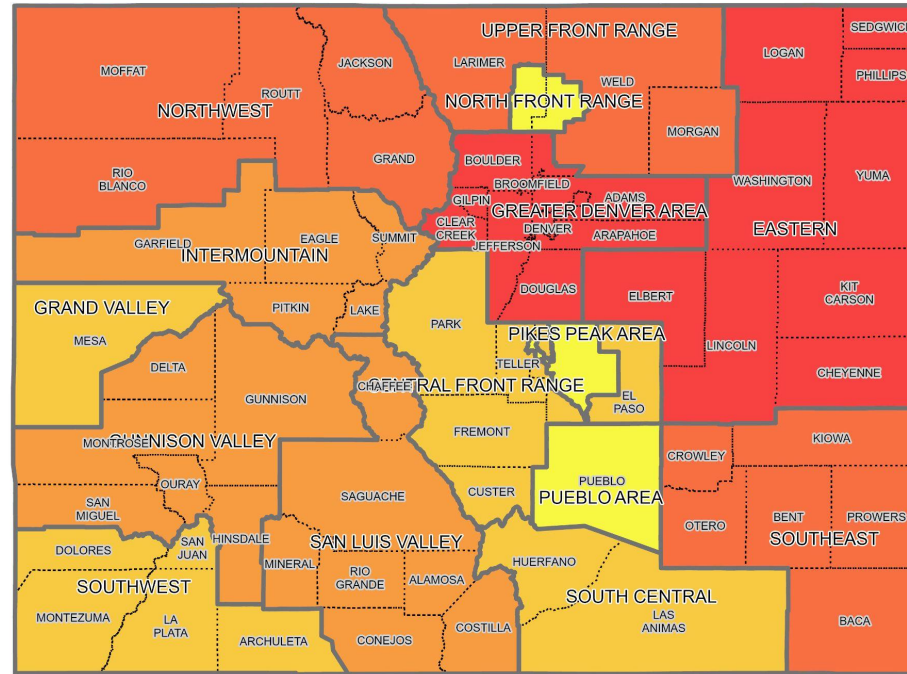 UPPER FRONT RANGE
SEDGWICK
LOGAN
LARIMER
JACKSON
MOFFAT
PHILLIPS
WELD
ROUTT
NORTH FRONT RANGE
NORTHWEST
MORGAN
GRAND
BOULDER
RIO
BLANCO
WASHINGTON
YUMA
BROOMFIELD
GILPIN
ADAMS
GREATER DENVER AREA
CLEAR
CREEK
DENVER
EASTERN
ARAPAHOE
EAGLE
SUMMIT
GARFIELD
JEFFERSON
INTERMOUNTAIN
DOUGLAS
ELBERT
KIT
CARSON
GRAND VALLEY
PITKIN
LAKE
PARK
PIKES PEAK AREA
MESA
LINCOLN
TELLER
DELTA
CHEYENNE
CHAFFEE
CENTRAL FRONT RANGE
GUNNISON
EL
PASO
FREMONT
MONTROSE
GUNNISON VALLEY
KIOWA
CROWLEY
OURAY
PUEBLO
SAGUACHE
CUSTER
PUEBLO AREA
SAN
MIGUEL
OTERO
BENT
PROWERS
HINSDALE
SAN
JUAN
SAN LUIS VALLEY
SOUTHEAST
DOLORES
HUERFANO
MINERAL
RIO
GRANDE
ALAMOSA
SOUTHWEST
SOUTH CENTRAL
MONTEZUMA
LA
PLATA
LAS
ANIMAS
BACA
COSTILLA
ARCHULETA
CONEJOS